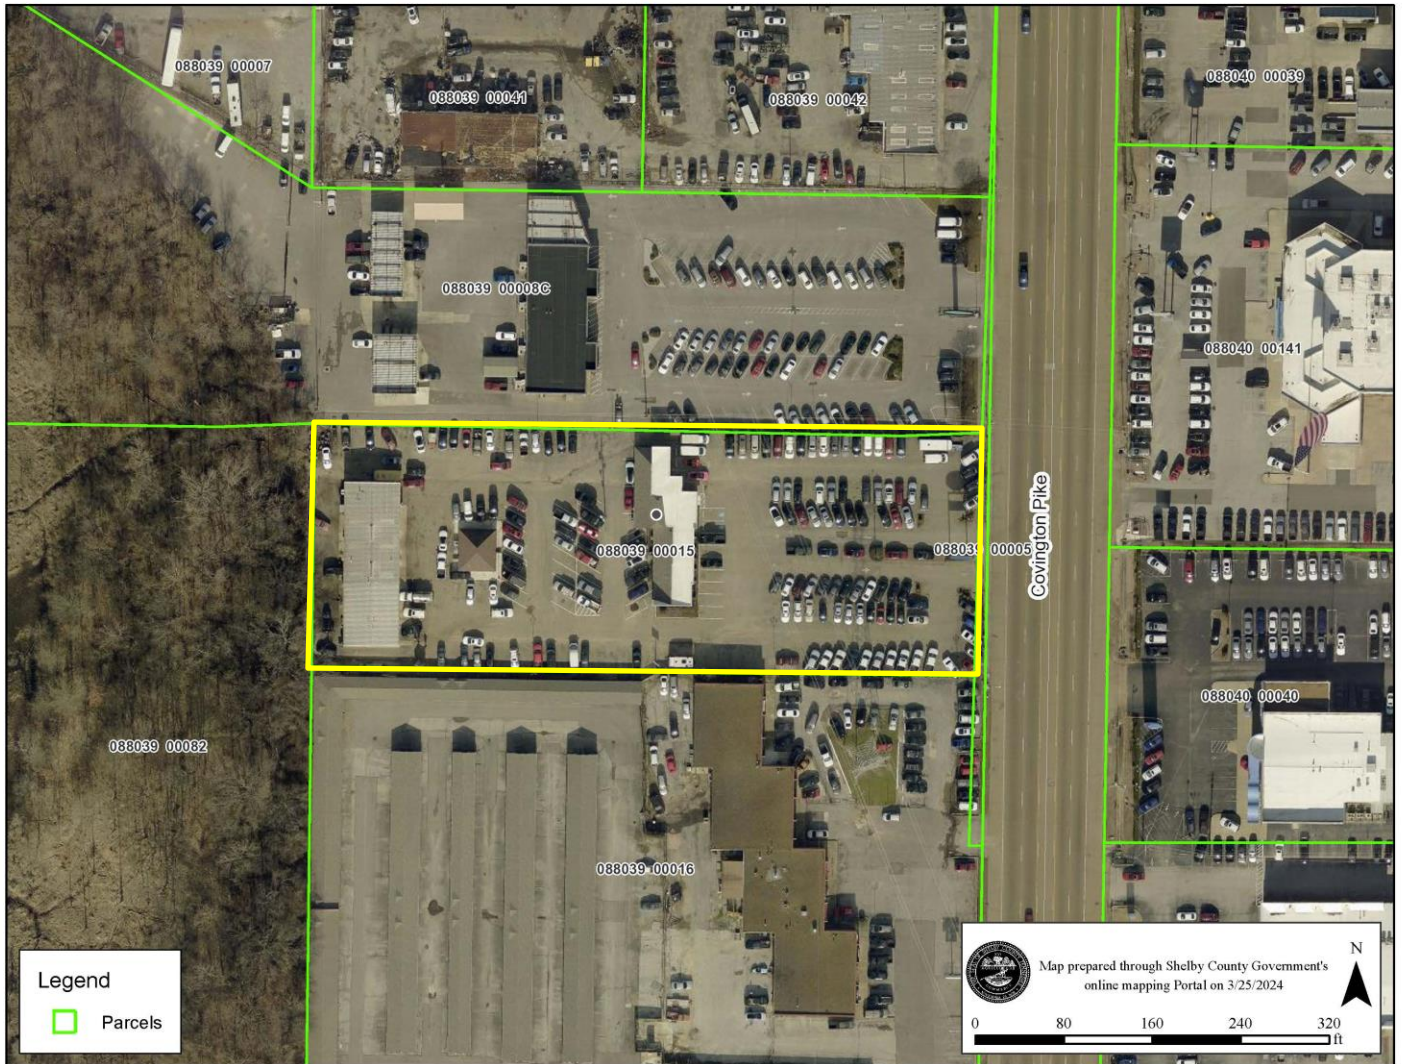 088039 00007
088039 00041
088039 00042
088040 00039
088039 00008C
088040 00141
088039 00015
088039 00005
Covington Pike
088040 00040
088039 00082
088039 00016
Legend
Parcels
Map prepared through Shelby County Government's
online mapping Portal on 3/25/2024
N
0 80 160 240 320
ft